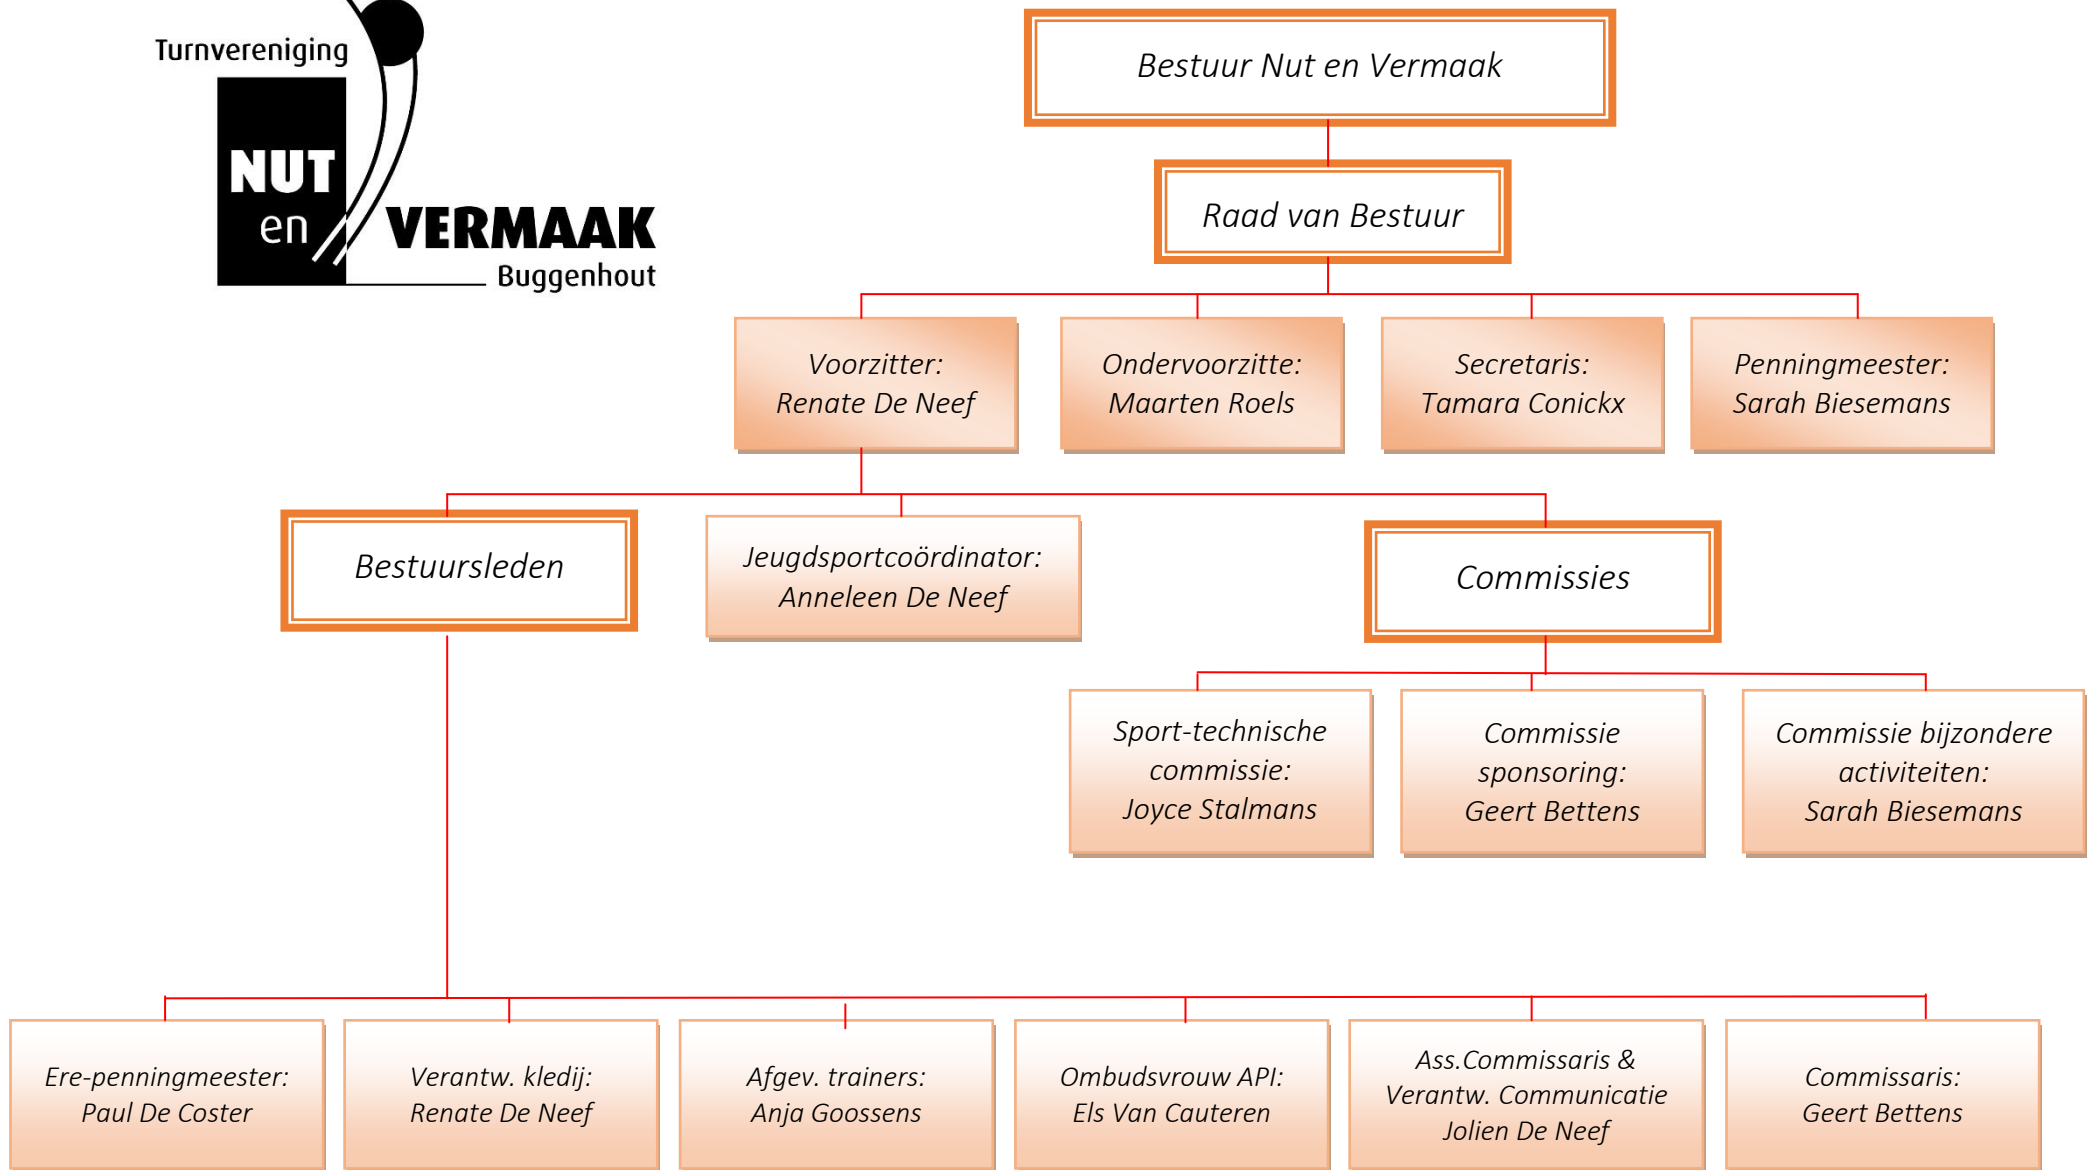 Turnvereniging
NUT
en
VERMAAK
Buggenhout
Bestuur Nut en Vermaak
Raad van Bestuur
Voorzitter:
Renate De Neef
Ondervoorzitte:
Maarten Roels
Secretaris:
Tamara Conickx
Penningmeester:
Sarah Biesemans
Bestuursleden
Jeugdsportcoördinator:
Anneleen De Neef
Commissies
Sport-technische
commissie:
Joyce Stalmans
Commissie
sponsoring:
Geert Bettens
Commissie bijzondere
activiteiten:
Sarah Biesemans
Ere-penningmeester:
Paul De Coster
Verantw. kledij:
Renate De Neef
Afgev. trainers:
Anja Goossens
Ombudsvrouw API:
Els Van Cauteren
Ass.Commissaris &
Verantw. Communicatie
Jolien De Neef
Commissaris:
Geert Bettens